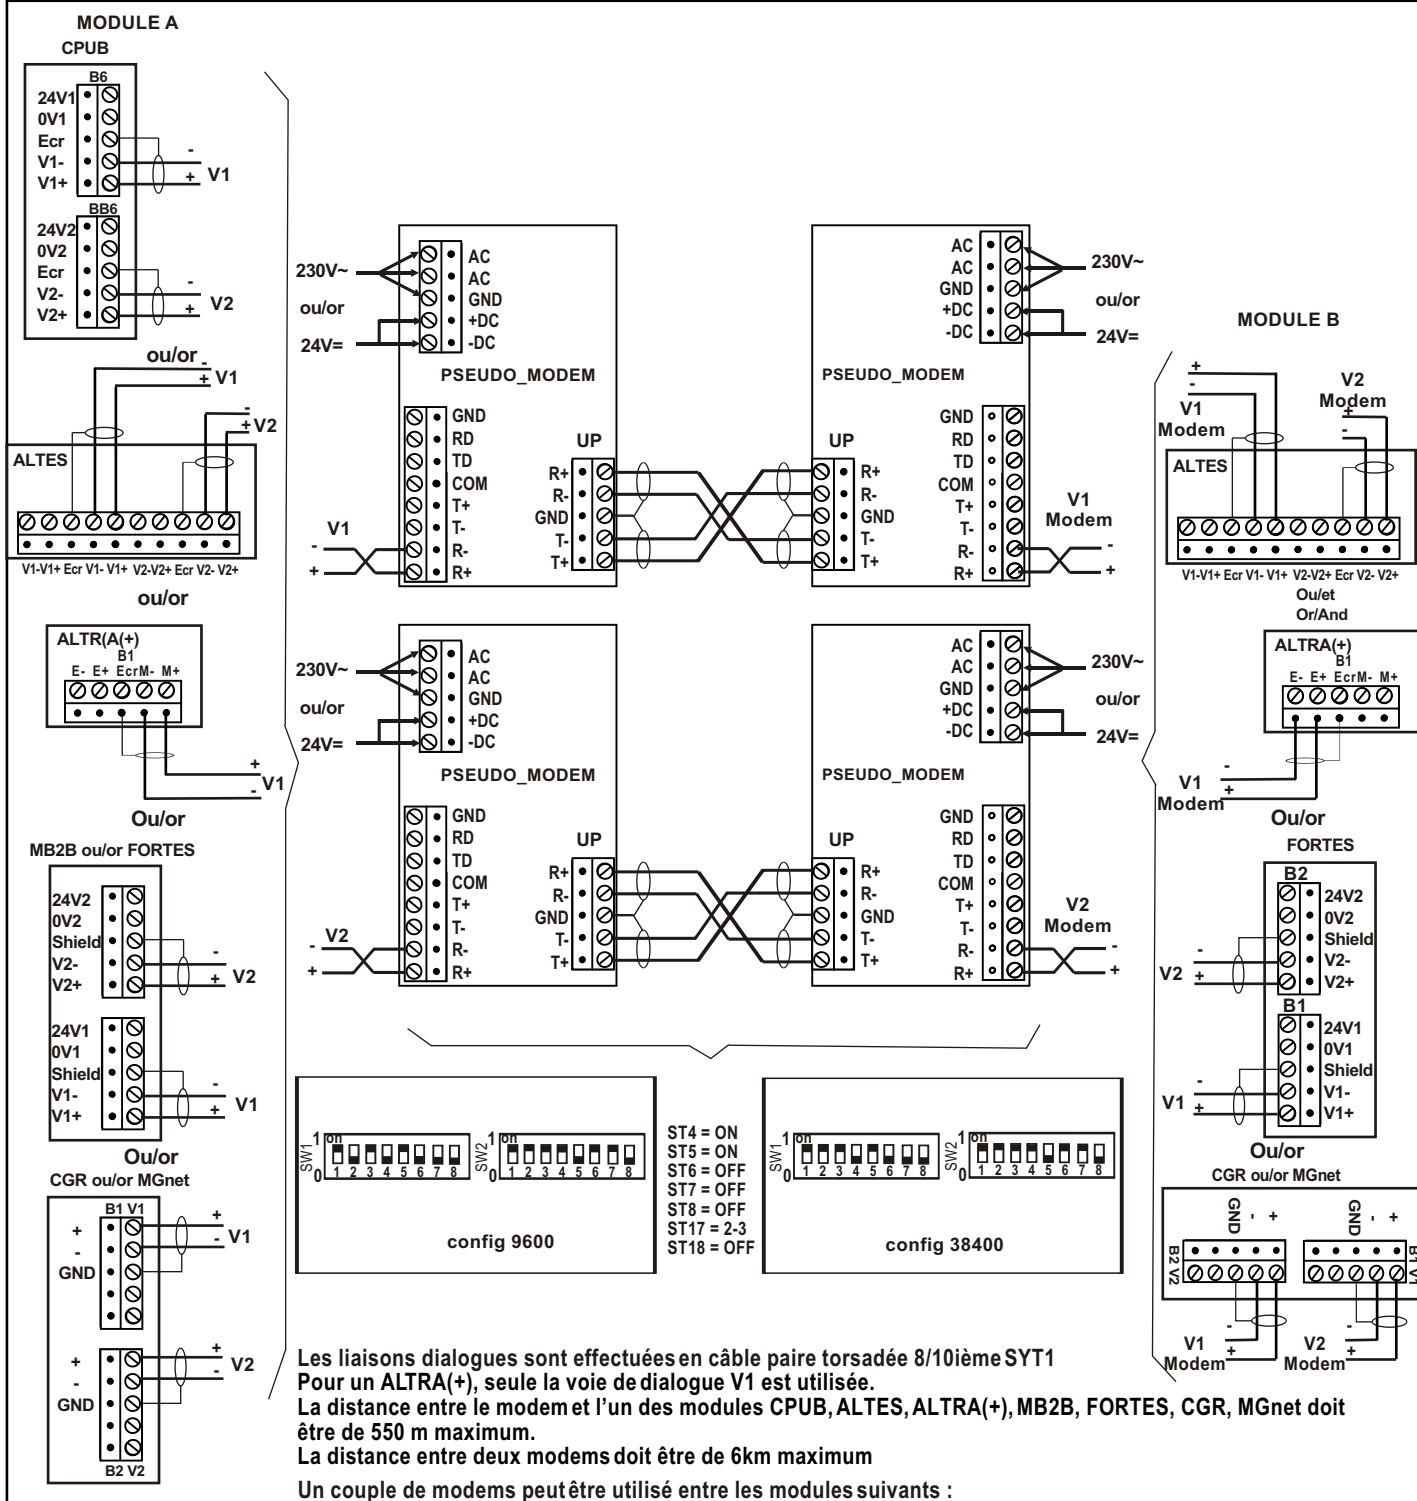 MODULE A
CPUB
B6
24V1
0V1
Ecr
V1-
V1+
-
+ V1
BB6
24V2
0V2
Ecr
V2-
V2+
-
+ V2
ou/or
-
+ V1
-
+ V2
ALTES
V1-V1+ Ecr V1- V1+ V2-V2+ Ecr V2- V2+
ou/or
ALTR(A(+)
B1
E- E+ EcrM- M+
+
- V1
Ou/or
MB2B ou/or FORTES
24V2
0V2
Shield
V2-
V2+
-
+ V2
24V1
0V1
Shield
V1-
V1+
-
+ V1
Ou/or
CGR ou/or MGnet
B1 V1
+
-
GND
+
- V1
+
-
GND
+
- V2
B2 V2
230V~
ou/or
24V=
AC
AC
GND
+DC
-DC
PSEUDO_MODEM
GND
RD
TD
COM
T+
T-
R-
R+
V1
-
+
UP
R+
R-
GND
T-
T+
AC
AC
GND
+DC
-DC
230V~
ou/or
24V=
PSEUDO_MODEM
UP
R+
R-
GND
T-
T+
GND
RD
TD
COM
T+
T-
R-
R+
V1
Modem
-
+
230V~
ou/or
24V=
AC
AC
GND
+DC
-DC
PSEUDO_MODEM
GND
RD
TD
COM
T+
T-
R-
R+
V2
-
+
UP
R+
R-
GND
T-
T+
AC
AC
GND
+DC
-DC
230V~
ou/or
24V=
PSEUDO_MODEM
UP
R+
R-
GND
T-
T+
GND
RD
TD
COM
T+
T-
R-
R+
V2
Modem
-
+
SW1
1
0
on
1 2 3 4 5 6 7 8
SW2
1
0
on
1 2 3 4 5 6 7 8
config 9600
ST4 = ON
ST5 = ON
ST6 = OFF
ST7 = OFF
ST8 = OFF
ST17 = 2-3
ST18 = OFF
SW1
1
0
on
1 2 3 4 5 6 7 8
SW2
1
0
on
1 2 3 4 5 6 7 8
config 38400
MODULE B
+
-
V1
Modem
V2
Modem
+
-
ALTES
V1-V1+ Ecr V1- V1+ V2-V2+ Ecr V2- V2+
Ou/et
Or/And
ALTRA(+)
B1
E- E+ EcrM- M+
-
+
V1
Modem
Ou/or
FORTES
B2
24V2
0V2
Shield
V2-
V2+
-
V2 +
B1
24V1
0V1
Shield
V1-
V1+
-
V1 +
Ou/or
CGR ou/or MGnet
GND - +
B2 V2
GND - +
B1 V1
-
+
V1
Modem
-
+
V2
Modem
Les liaisons dialogues sont effectuées en câble paire torsadée 8/10ième SYT1
Pour un ALTRA(+), seule la voie de dialogue V1 est utilisée.
La distance entre le modem et l’un des modules CPUB, ALTES, ALTRA(+), MB2B, FORTES, CGR, MGnet doit
être de 550 m maximum.
La distance entre deux modems doit être de 6km maximum
Un couple de modems peut être utilisé entre les modules suivants :